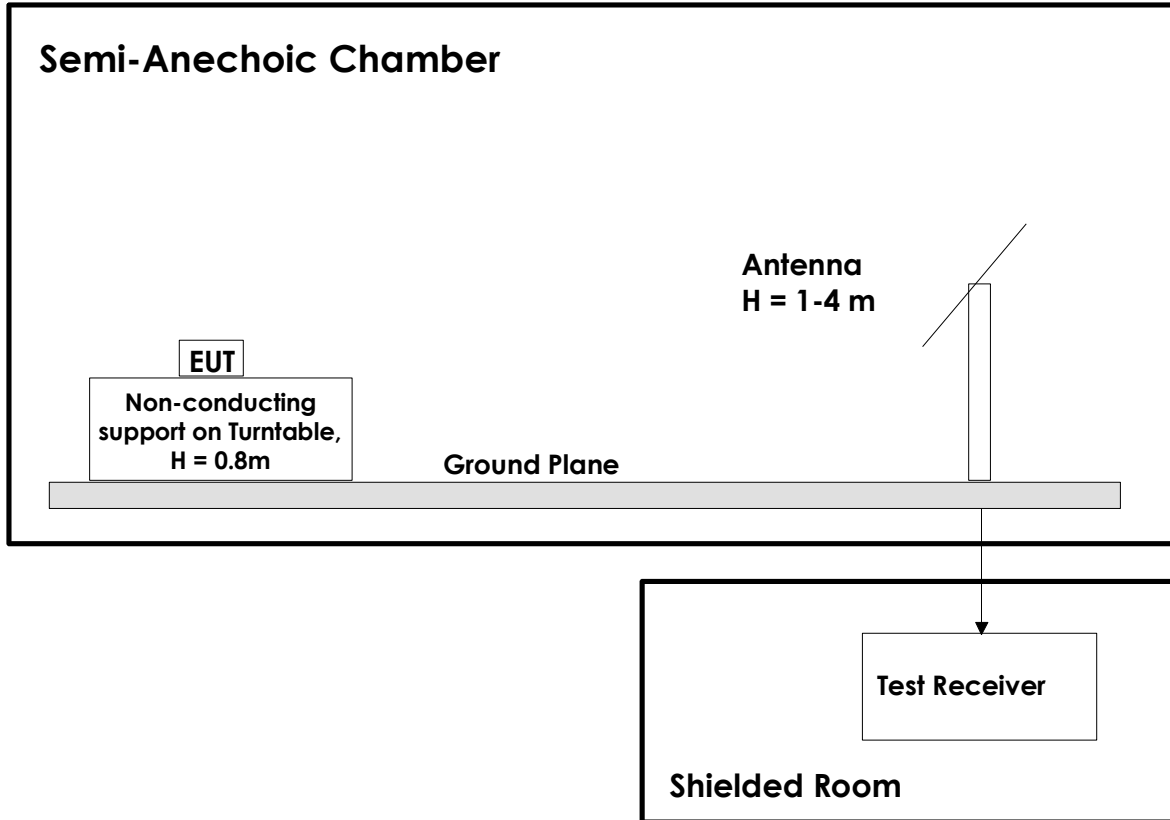 Semi-Anechoic Chamber
Antenna
H = 1-4 m
EUT
Non-conducting
support on Turntable,
H = 0.8m
Ground Plane
Test Receiver
Shielded Room